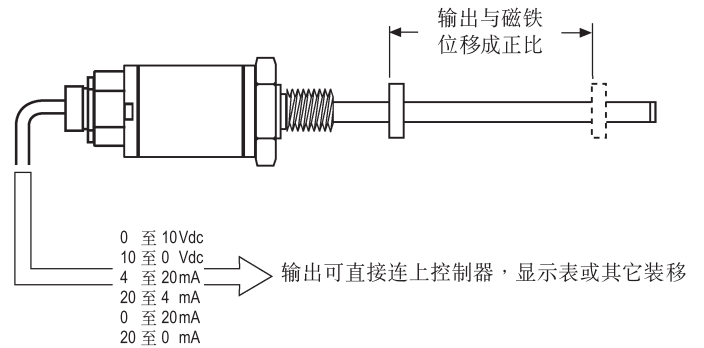 输出与磁铁
位移成正比
0 至 10Vdc
10 至 0 Vdc
4 至 20mA
20 至 4 mA
0 至 20mA
20 至 0 mA
输出可直接连上控制器，显示表或其它装移